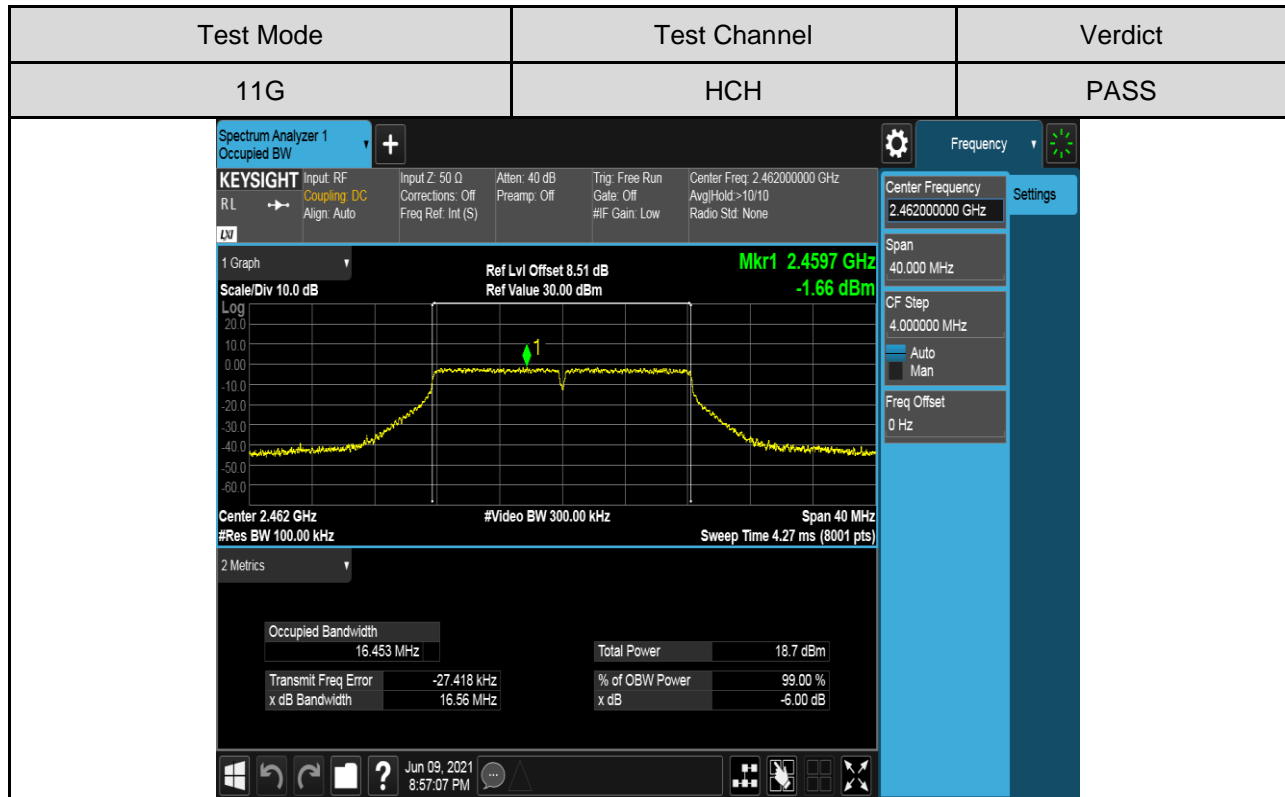 Test Mode Test Channel Verdict
11G HCH PASS
Spectrum Analyzer 1
Occupied BW
+
Frequency
KEYSIGHT
RL
LXI
Input: RF
Coupling: DC
Align: Auto
Input Z: 50 Ω
Corrections: Off
Freq Ref: Int (S)
Atten: 40 dB
Preamp: Off
Trig: Free Run
Gate: Off
#IF Gain: Low
Center Freq: 2.462000000 GHz
Avg|Hold:>10/10
Radio Std: None
Center Frequency
2.462000000 GHz
Settings
Span
40.000 MHz
CF Step
4.000000 MHz
Auto
Man
Freq Offset
0 Hz
1 Graph
Scale/Div 10.0 dB
Ref Lvl Offset 8.51 dB
Ref Value 30.00 dBm
Mkr1 2.4597 GHz
-1.66 dBm
Log
20.0
10.0
0.00
-10.0
-20.0
-30.0
-40.0
-50.0
-60.0
1
Center 2.462 GHz
#Res BW 100.00 kHz
#Video BW 300.00 kHz
Span 40 MHz
Sweep Time 4.27 ms (8001 pts)
2 Metrics
Occupied Bandwidth
16.453 MHz
Total Power 18.7 dBm
Transmit Freq Error -27.418 kHz
% of OBW Power 99.00 %
x dB Bandwidth 16.56 MHz
x dB -6.00 dB
?
Jun 09, 2021
8:57:07 PM